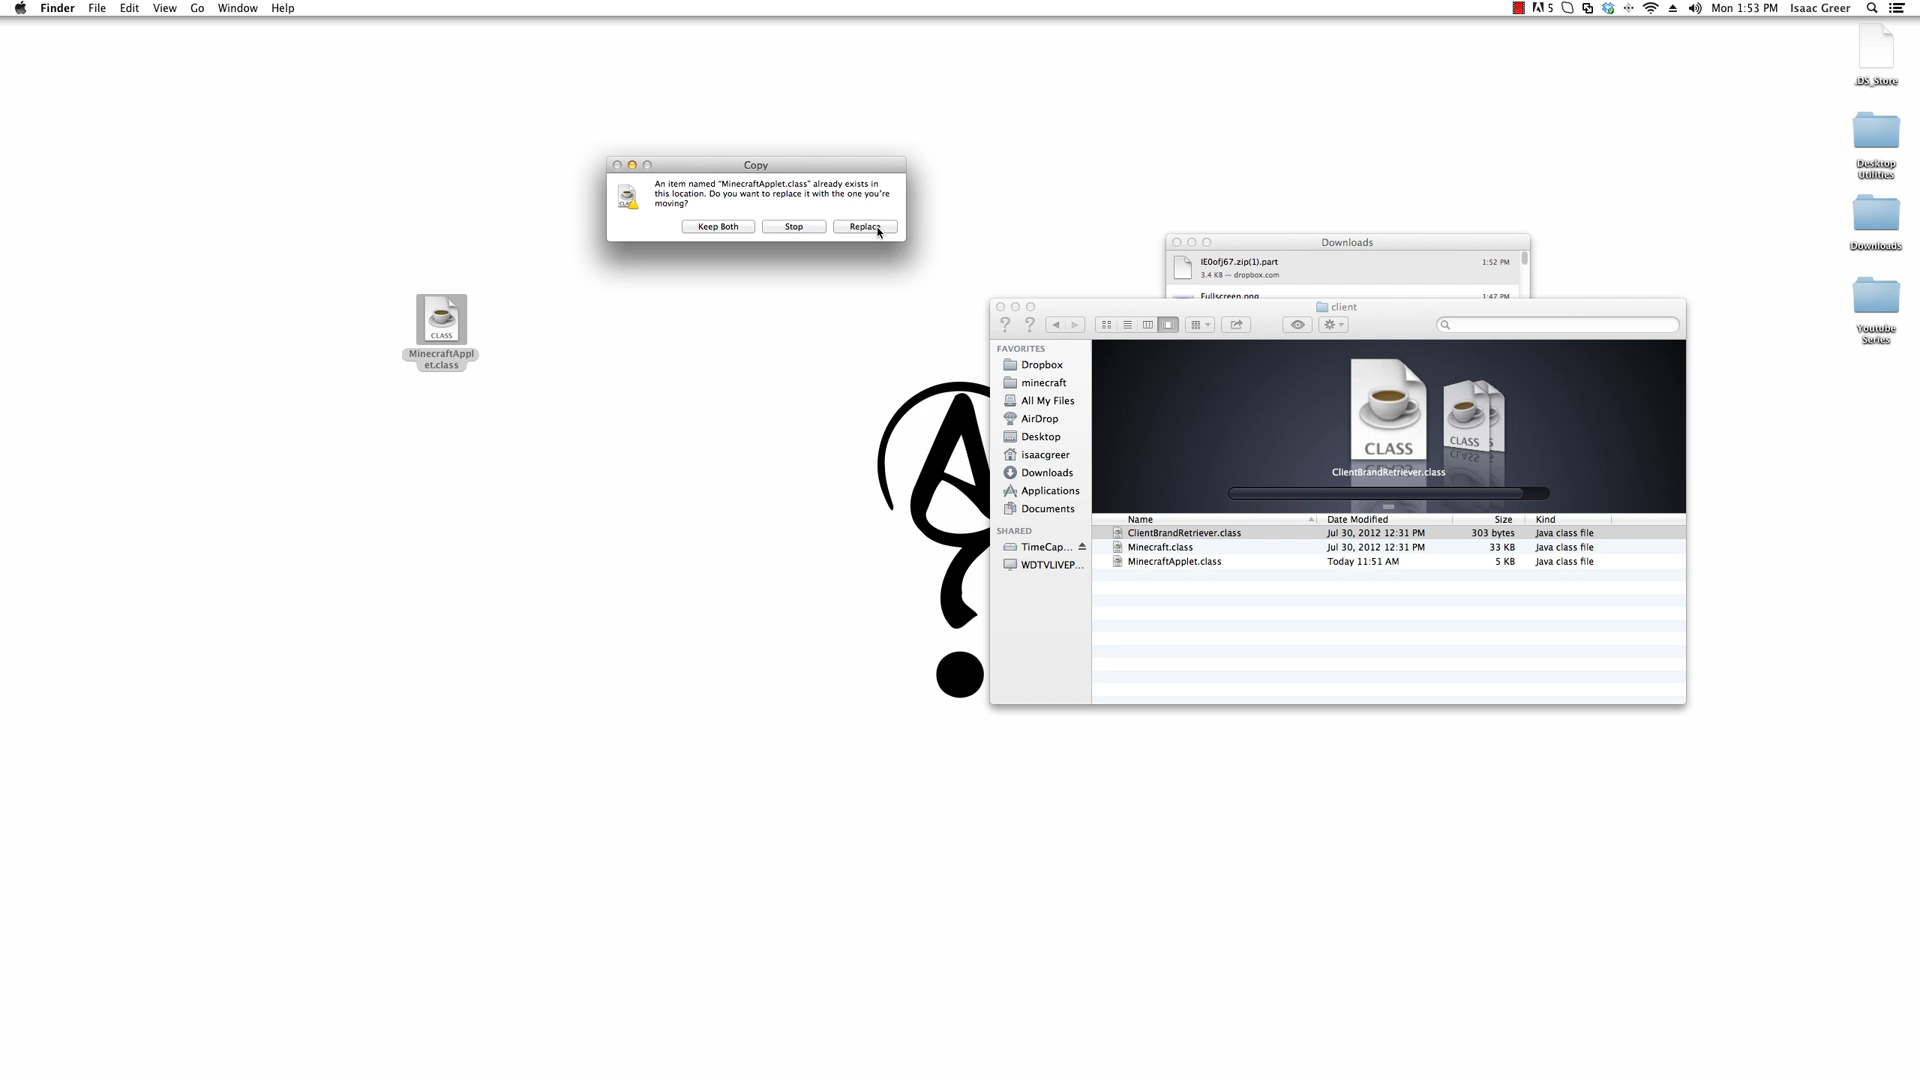 Finder File Edit View Go Window Help
5 Mon 1:53 PM Isaac Greer
.DS_Store
Desktop
Utilities
Downloads
Youtube
Series
Copy
An item named "MinecraftApplet.class" already exists in
this location. Do you want to replace it with the one you're
moving?
Keep Both Stop Replace
CLASS
MinecraftAppl
et.class
Downloads
IE0ofj67.zip(1).part 1:52 PM
3.4 KB — dropbox.com
Fullscreen.png 1:47 PM
client
FAVORITES
Dropbox
minecraft
All My Files
AirDrop
Desktop
isaacgreer
Downloads
Applications
Documents
SHARED
TimeCap...
WDTVLIVEP...
CLASS
CLASS
ClientBrandRetriever.class
Name Date Modified Size Kind
ClientBrandRetriever.class Jul 30, 2012 12:31 PM 303 bytes Java class file
Minecraft.class Jul 30, 2012 12:31 PM 33 KB Java class file
MinecraftApplet.class Today 11:51 AM 5 KB Java class file